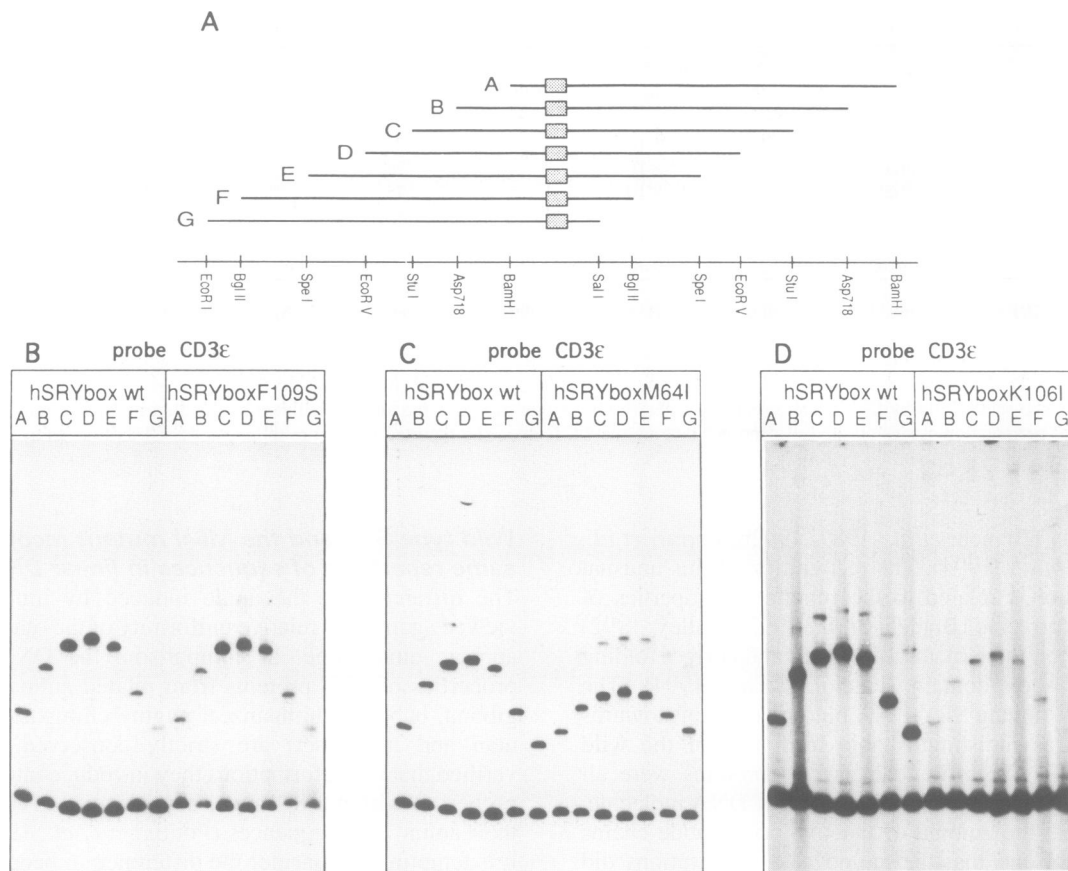 A
A
B
C
D
E
F
G
EcoR I
Bgl II
Spe I
EcoR V
Stu I
Asp718
BamH I
Sal I
Bgl II
Spe I
EcoR V
Stu I
Asp718
BamH I
B probe CD3ε
hSRYbox wt hSRYboxF109S
A B C D E F G A B C D E F G
C probe CD3ε
hSRYbox wt hSRYboxM64I
A B C D E F G A B C D E F G
D probe CD3ε
hSRYbox wt hSRYboxK106I
A B C D E F G A B C D E F G